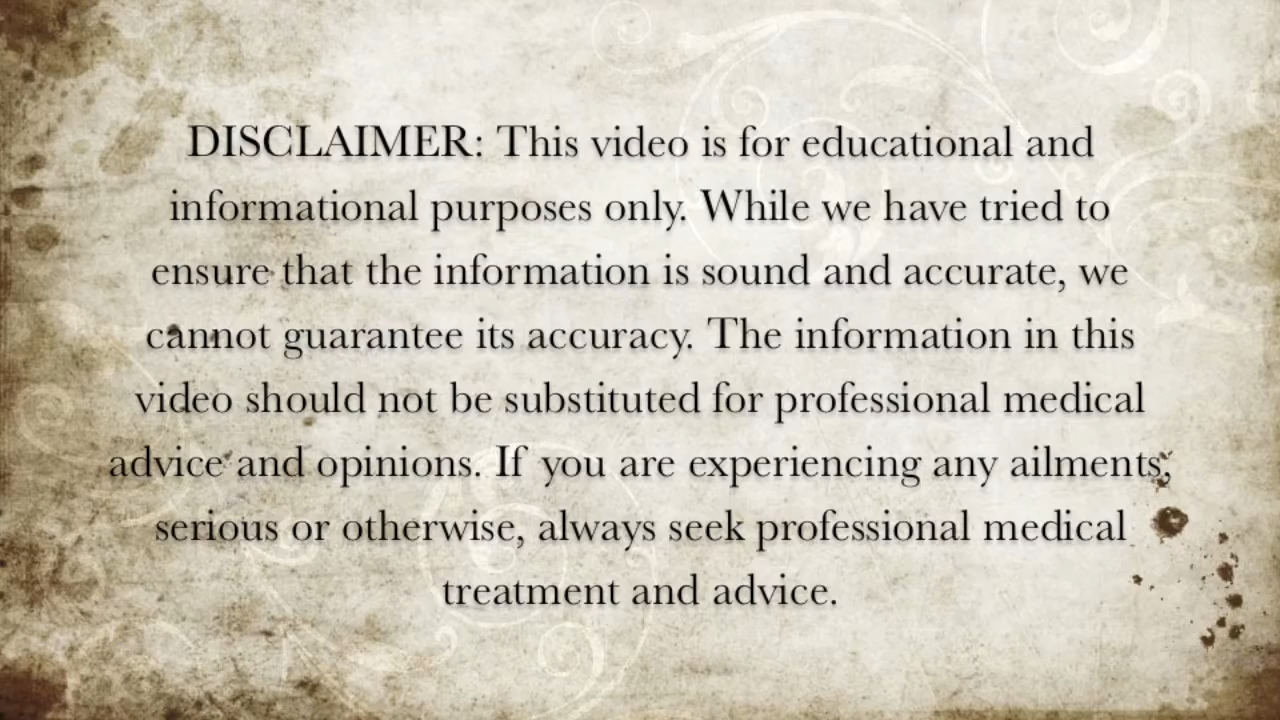 DISCLAIMER: This video is for educational and
informational purposes only. While we have tried to
ensure that the information is sound and accurate, we
cannot guarantee its accuracy. The information in this
video should not be substituted for professional medical
advice and opinions. If you are experiencing any ailments,
serious or otherwise, always seek professional medical
treatment and advice.